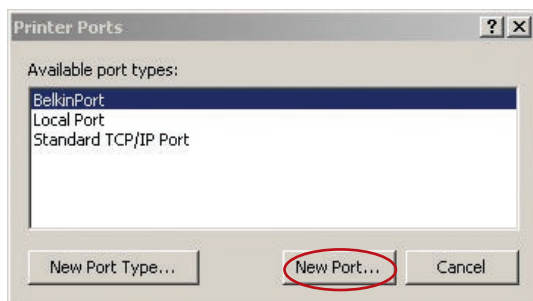 Printer Ports
Available port types:
BelkinPort
Local Port
Standard TCP/IP Port
New Port Type... New Port... Cancel